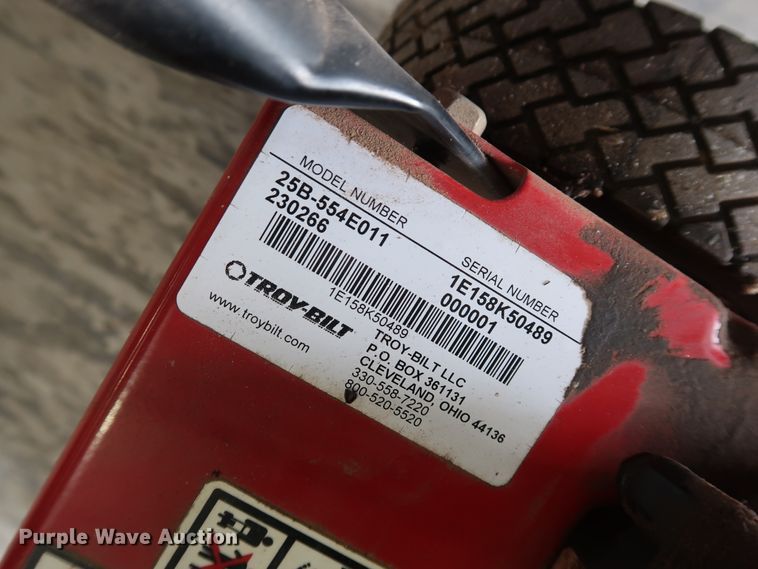 MODEL NUMBER
25B-554E011
230266
SERIAL NUMBER
1E158K50489
000001
1E158K50489
TROY-BILT
www.troybilt.com
TROY-BILT LLC
P.O. BOX 361131
CLEVELAND, OHIO 44136
330-558-7220
800-520-5520
Purple Wave Auction